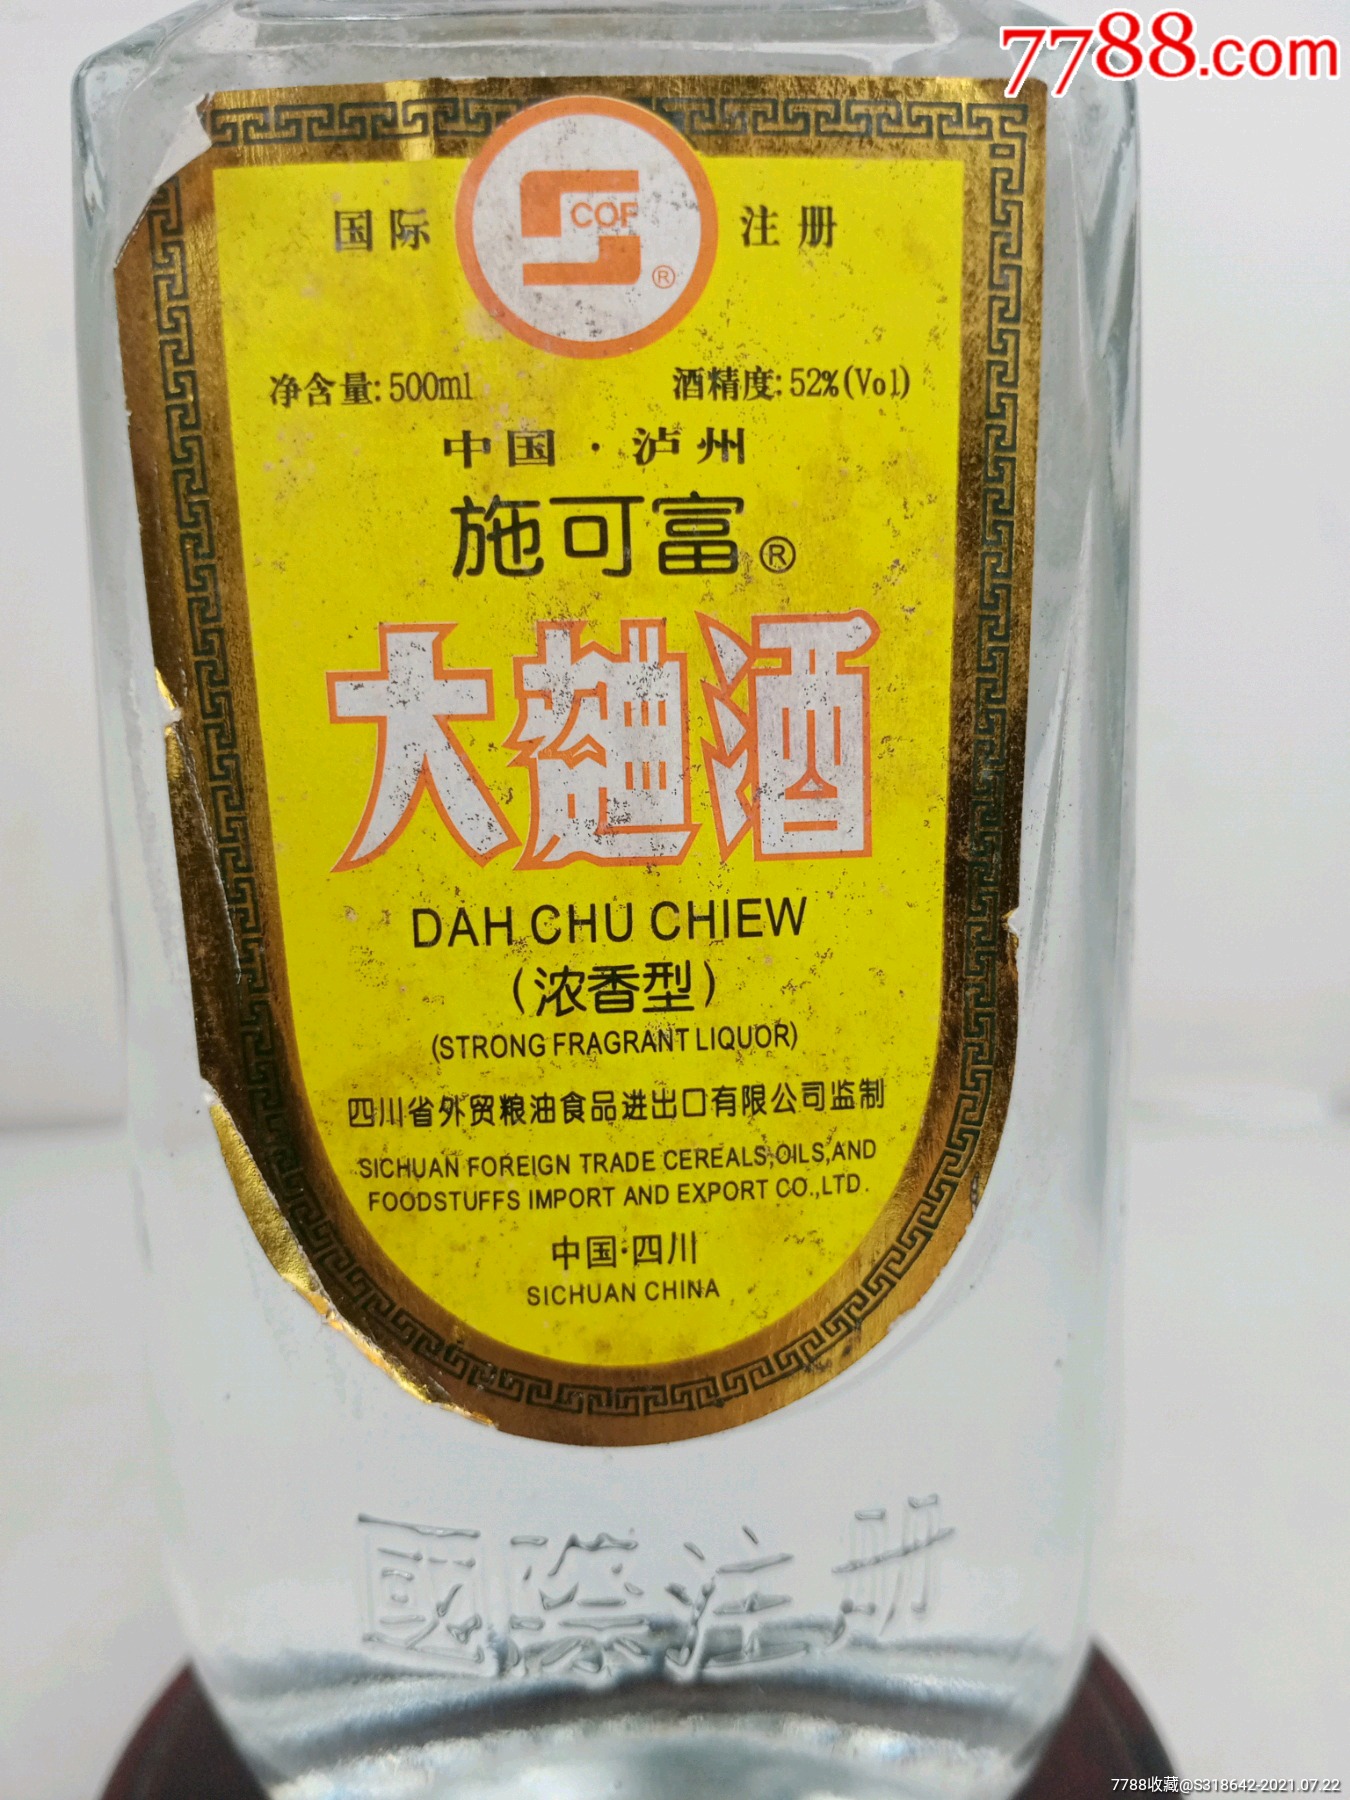 7788.com
国际 注册
COF
®
净含量:500ml 酒精度:52%(Vol)
中国·泸州
施可富®
大麯酒
DAH CHU CHIEW
(浓香型)
(STRONG FRAGRANT LIQUOR)
四川省外贸粮油食品进出口有限公司监制
SICHUAN FOREIGN TRADE CEREALS,OILS,AND
FOODSTUFFS IMPORT AND EXPORT CO.,LTD.
中国·四川
SICHUAN CHINA
國際注册
7788收藏@S318642-2021.07.22